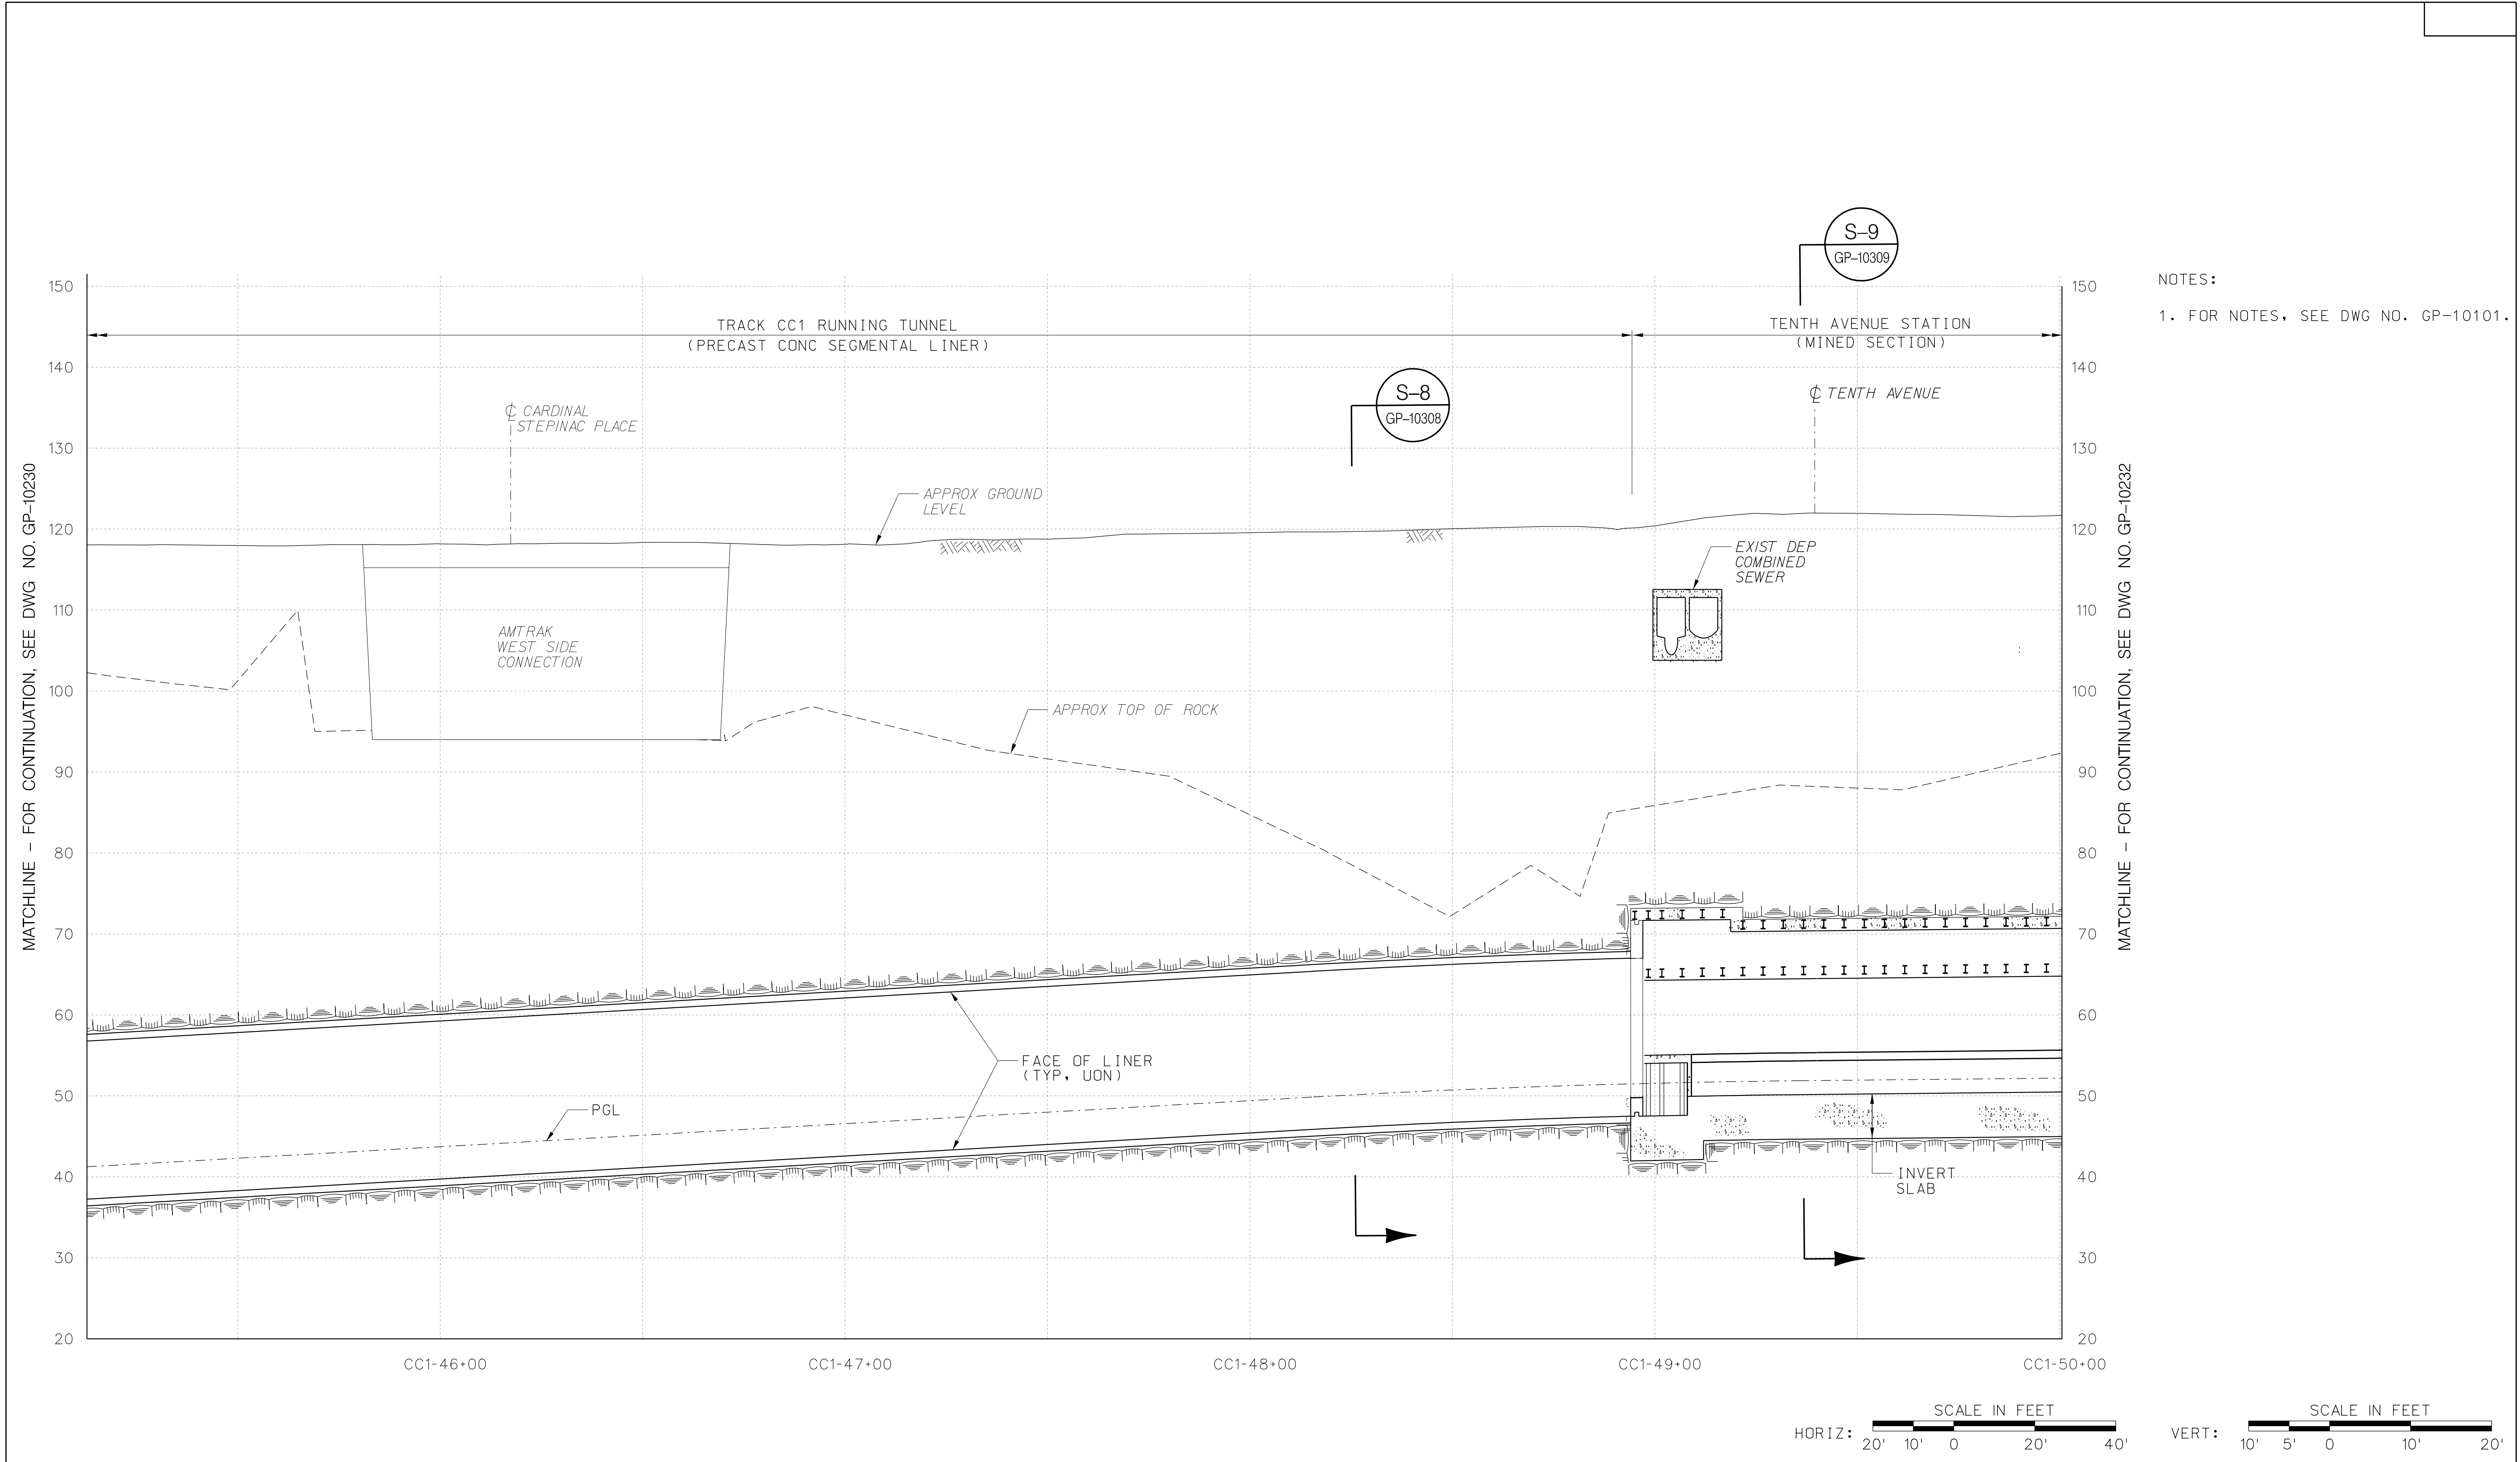 S-9
GP-10309
NOTES:
1. FOR NOTES, SEE DWG NO. GP-10101.
150
140
130
120
110
100
90
80
70
60
50
40
30
20
MATCHLINE - FOR CONTINUATION, SEE DWG NO. GP-10230
TRACK CC1 RUNNING TUNNEL
(PRECAST CONC SEGMENTAL LINER)
TENTH AVENUE STATION
(MINED SECTION)
S-8
GP-10308
℄ CARDINAL
STEPINAC PLACE
℄ TENTH AVENUE
APPROX GROUND
LEVEL
EXIST DEP
COMBINED
SEWER
AMTRAK
WEST SIDE
CONNECTION
APPROX TOP OF ROCK
FACE OF LINER
(TYP, UON)
PGL
INVERT
SLAB
150
140
130
120
110
100
90
80
70
60
50
40
30
20
MATCHLINE - FOR CONTINUATION, SEE DWG NO. GP-10232
CC1-46+00
CC1-47+00
CC1-48+00
CC1-49+00
CC1-50+00
HORIZ:
SCALE IN FEET
20' 10' 0 20' 40'
VERT:
SCALE IN FEET
10' 5' 0 10' 20'